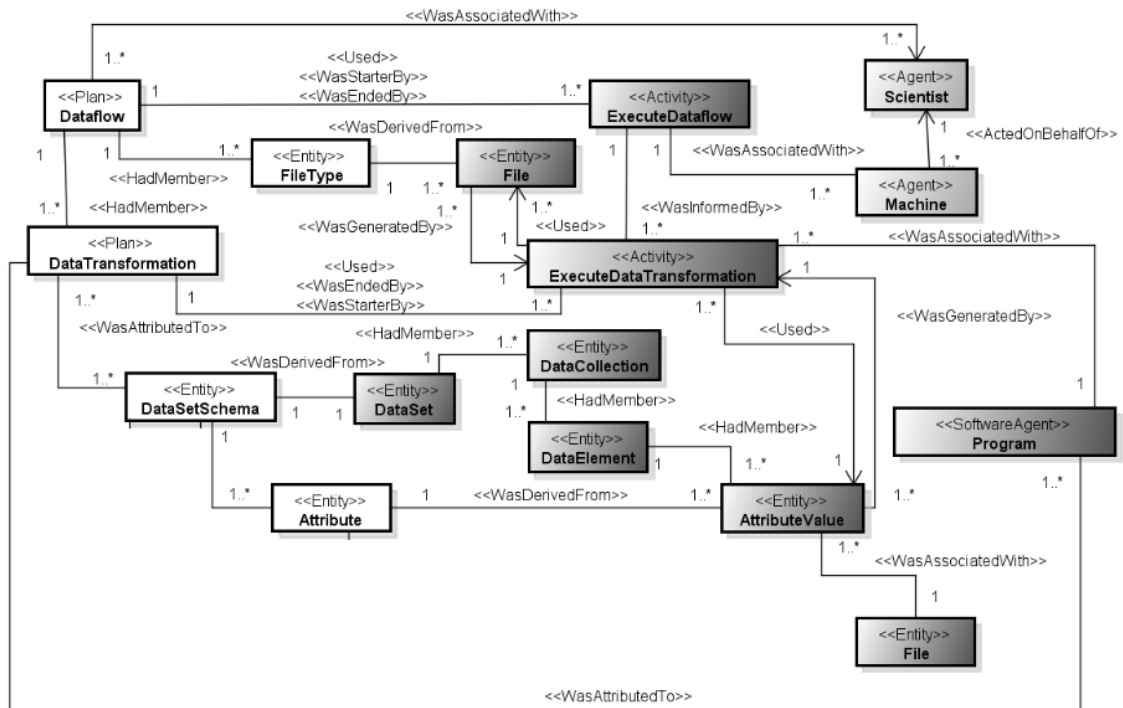 <<WasAssociatedWith>>
1..*
1..*
<<Used>>
<<WasStarterBy>>
<<WasEndedBy>>
1
1..*
<<Plan>>
Dataflow
<<Activity>>
ExecuteDataflow
<<Agent>>
Scientist
1
1
<<WasDerivedFrom>>
1
1
1
<<ActedOnBehalfOf>>
1..*
<<Entity>>
FileType
<<Entity>>
File
<<WasAssociatedWith>>
1..*
<<HadMember>>
1
1..*
1..*
<<Agent>>
Machine
1..*
<<HadMember>>
1..*
1..*
<<WasInformedBy>>
<<WasGeneratedBy>>
1
<<Used>>
1..*
1..*
<<WasAssociatedWith>>
<<Plan>>
DataTransformation
1
<<Activity>>
ExecuteDataTransformation
1
<<Used>>
<<WasEndedBy>>
<<WasStarterBy>>
1..*
1
1..*
1..*
<<WasAttributedTo>>
<<HadMember>>
<<Used>>
<<WasGeneratedBy>>
<<WasDerivedFrom>>
1
1..*
<<Entity>>
DataCollection
1..*
1
1
<<Entity>>
DataSetSchema
<<Entity>>
DataSet
1
1
<<HadMember>>
1..*
<<SoftwareAgent>>
Program
1
<<Entity>>
DataElement
<<HadMember>>
1
1..*
1
1..*
1..*
<<Entity>>
Attribute
1
<<WasDerivedFrom>>
1..*
<<Entity>>
AttributeValue
1..*
1..*
<<WasAssociatedWith>>
1
<<Entity>>
File
<<WasAttributedTo>>